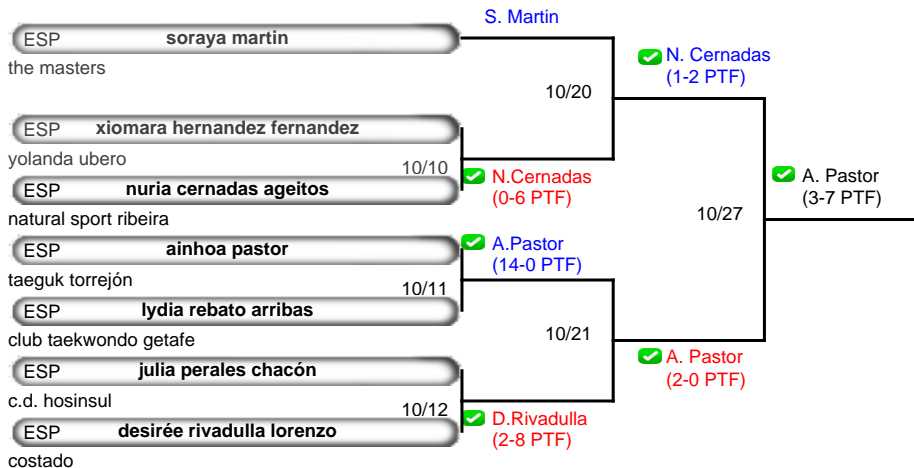 S. Martin
ESP soraya martin
the masters
N. Cernadas
(1-2 PTF)
10/20
ESP xiomara hernandez fernandez
yolanda ubero
10/10
N.Cernadas
(0-6 PTF)
ESP nuria cernadas ageitos
natural sport ribeira
A. Pastor
(3-7 PTF)
10/27
ESP ainhoa pastor
taeguk torrejón
A.Pastor
(14-0 PTF)
10/11
ESP lydia rebato arribas
club taekwondo getafe
10/21
A. Pastor
(2-0 PTF)
ESP julia perales chacón
c.d. hosinsul
10/12
D.Rivadulla
(2-8 PTF)
ESP desirée rivadulla lorenzo
costado